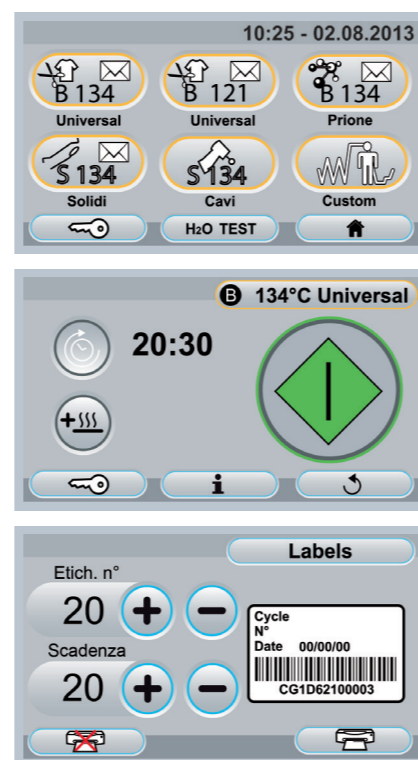 10:25 - 02.08.2013
B 134 B 121 B 134
Universal Universal Prione
S 134 S 134
Solidi Cavi Custom
H2O TEST
B 134°C Universal
20:30
i
Labels
Etich. n°
20
Cycle
N°
Date 00/00/00
Scadenza
20
CG1D62100003